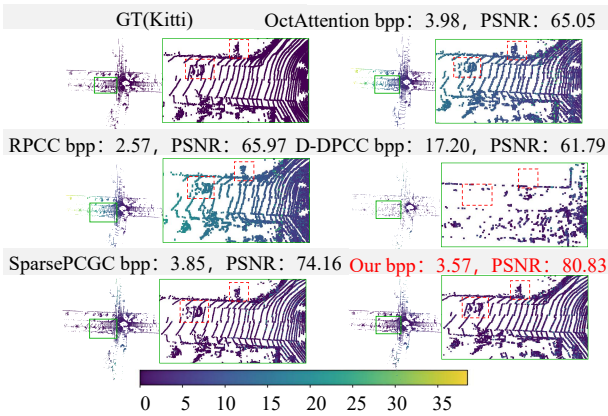 GT(Kitti) OctAttention bpp：3.98，PSNR：65.05
RPCC bpp：2.57，PSNR：65.97 D-DPCC bpp：17.20，PSNR：61.79
SparsePCGC bpp：3.85，PSNR：74.16 Our bpp：3.57，PSNR：80.83
0 5 10 15 20 25 30 35